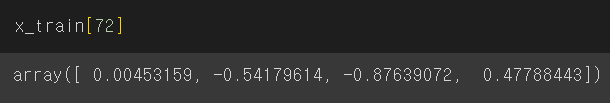 x_train[72]
array([ 0.00453159, -0.54179614, -0.87639072,  0.47788443])